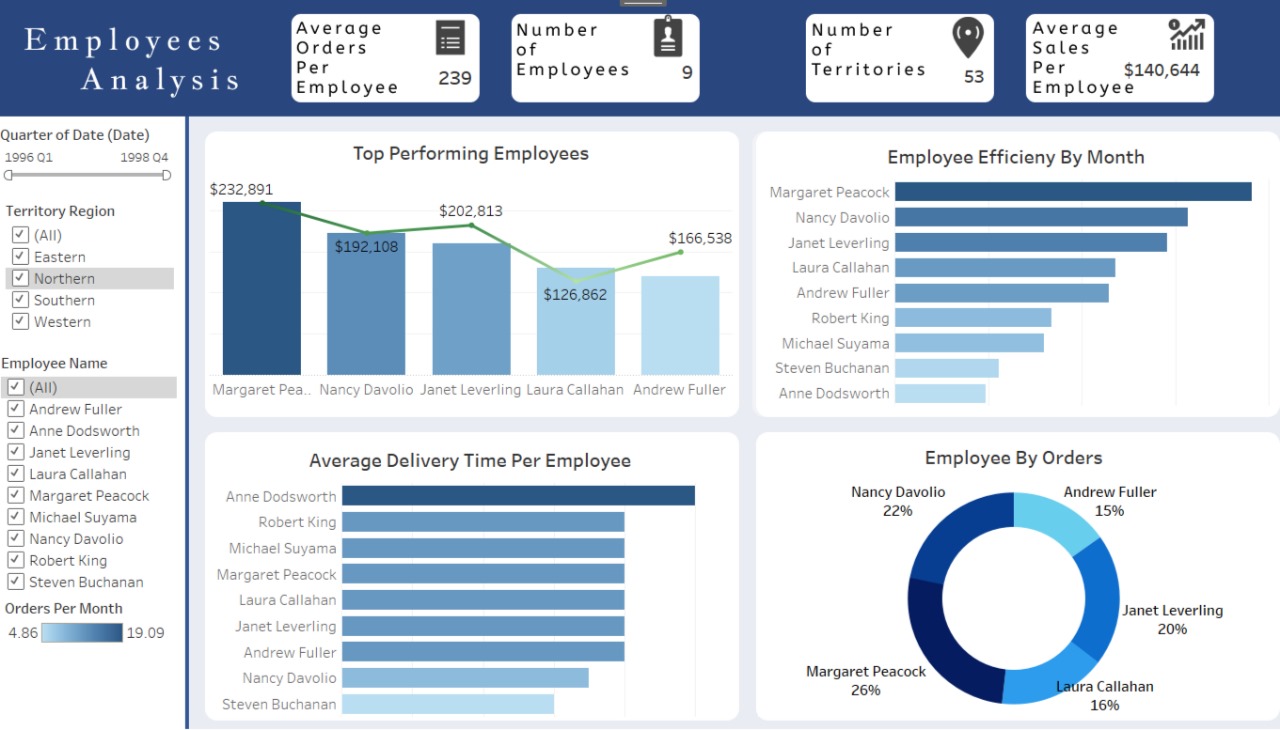 Employees
Analysis
Average
Orders
Per
Employee
239
Number
of
Employees
9
Number
of
Territories
53
Average
Sales
Per
Employee
$140,644
Quarter of Date (Date)
1996 Q1 1998 Q4
Territory Region
(All)
Eastern
Northern
Southern
Western
Employee Name
(All)
Andrew Fuller
Anne Dodsworth
Janet Leverling
Laura Callahan
Margaret Peacock
Michael Suyama
Nancy Davolio
Robert King
Steven Buchanan
Orders Per Month
4.86 19.09
Top Performing Employees
$232,891
$202,813
$192,108
$166,538
$126,862
Margaret Pea.. Nancy Davolio Janet Leverling Laura Callahan Andrew Fuller
Employee Efficieny By Month
Margaret Peacock
Nancy Davolio
Janet Leverling
Laura Callahan
Andrew Fuller
Robert King
Michael Suyama
Steven Buchanan
Anne Dodsworth
Average Delivery Time Per Employee
Anne Dodsworth
Robert King
Michael Suyama
Margaret Peacock
Laura Callahan
Janet Leverling
Andrew Fuller
Nancy Davolio
Steven Buchanan
Employee By Orders
Nancy Davolio
22%
Andrew Fuller
15%
Janet Leverling
20%
Margaret Peacock
26%
Laura Callahan
16%